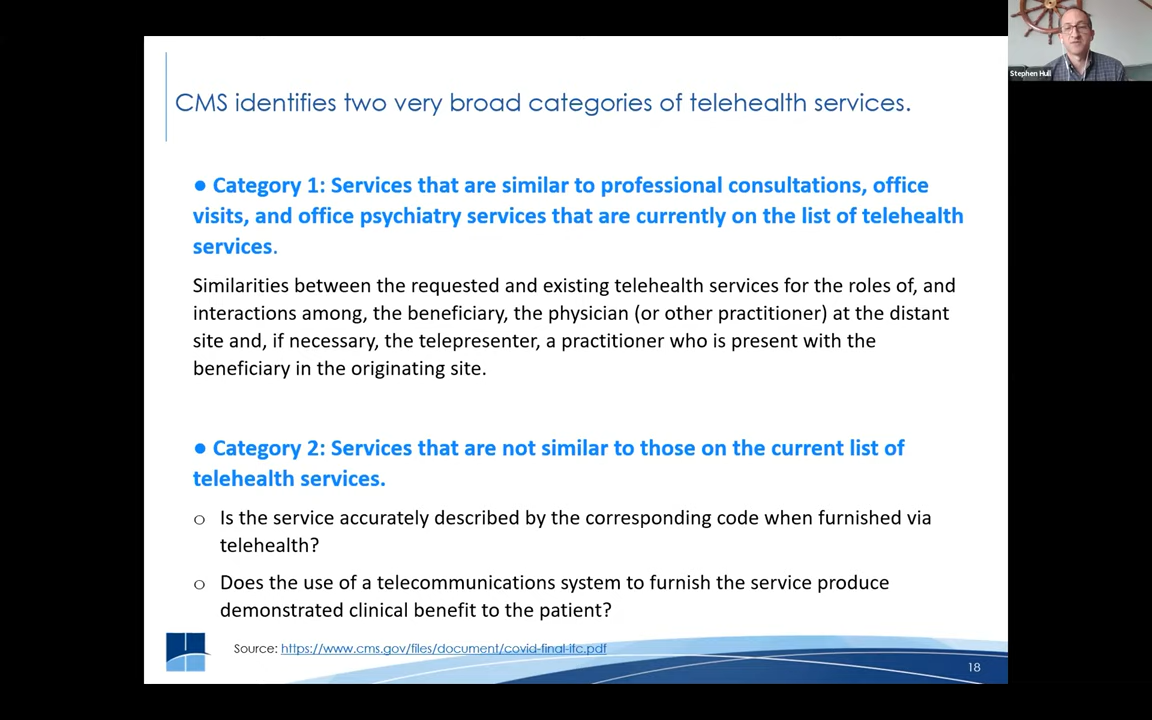 CMS identifies two very broad categories of telehealth services.
● Category 1: Services that are similar to professional consultations, office
visits, and office psychiatry services that are currently on the list of telehealth
services.
Similarities between the requested and existing telehealth services for the roles of, and
interactions among, the beneficiary, the physician (or other practitioner) at the distant
site and, if necessary, the telepresenter, a practitioner who is present with the
beneficiary in the originating site.
● Category 2: Services that are not similar to those on the current list of
telehealth services.
o Is the service accurately described by the corresponding code when furnished via
telehealth?
o Does the use of a telecommunications system to furnish the service produce
demonstrated clinical benefit to the patient?
Source: https://www.cms.gov/files/document/covid-final-ifc.pdf
18
Stephen Hull